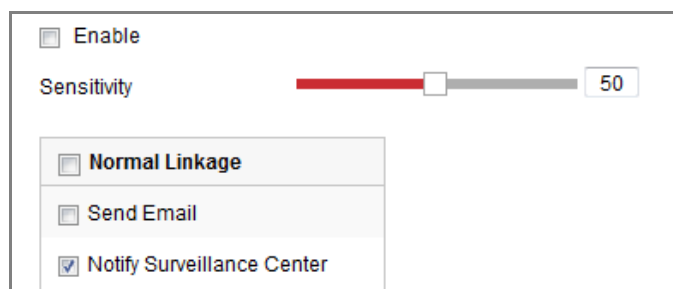 Enable
Sensitivity 50
Normal Linkage
Send Email
Notify Surveillance Center